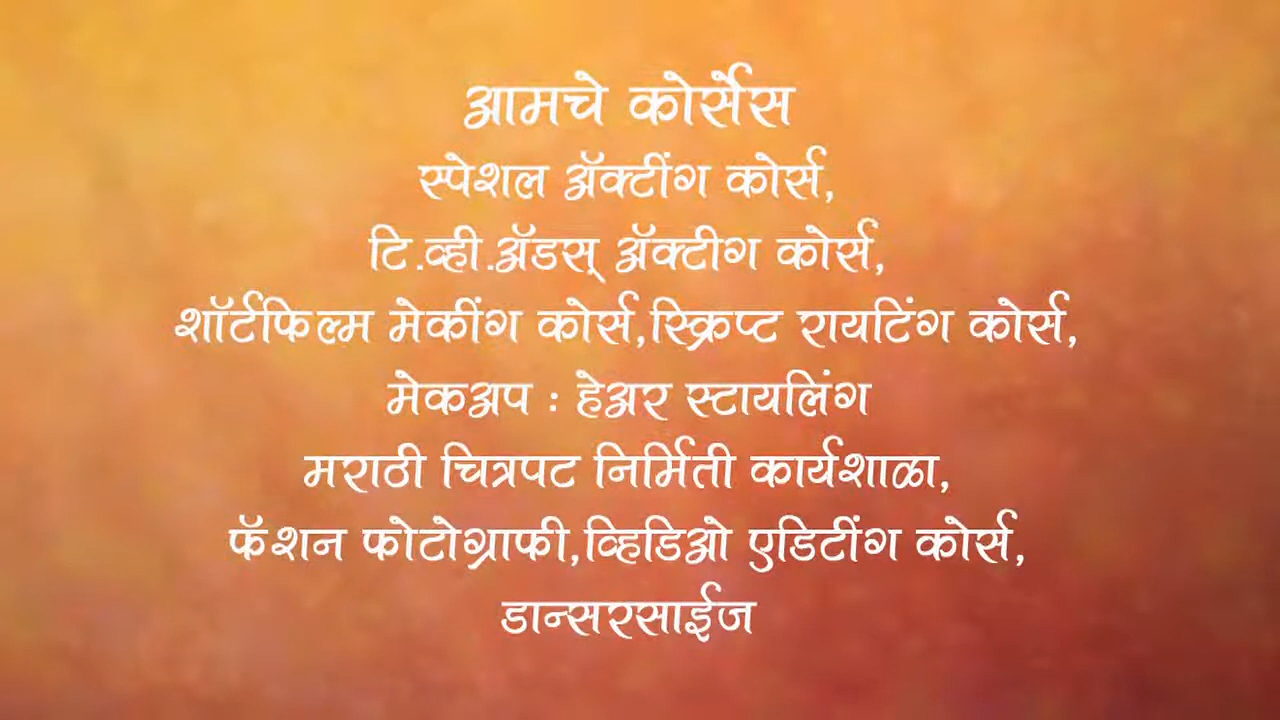 आमचे कोर्सेस
स्पेशल ॲक्टींग कोर्स,
टि.व्ही.ॲडस् ॲक्टीग कोर्स,
शॉर्टफिल्म मेकींग कोर्स,स्क्रिप्ट रायटिंग कोर्स,
मेकअप : हेअर स्टायलिंग
मराठी चित्रपट निर्मिती कार्यशाळा,
फॅशन फोटोग्राफी,व्हिडिओ एडिटींग कोर्स,
डान्सरसाईज